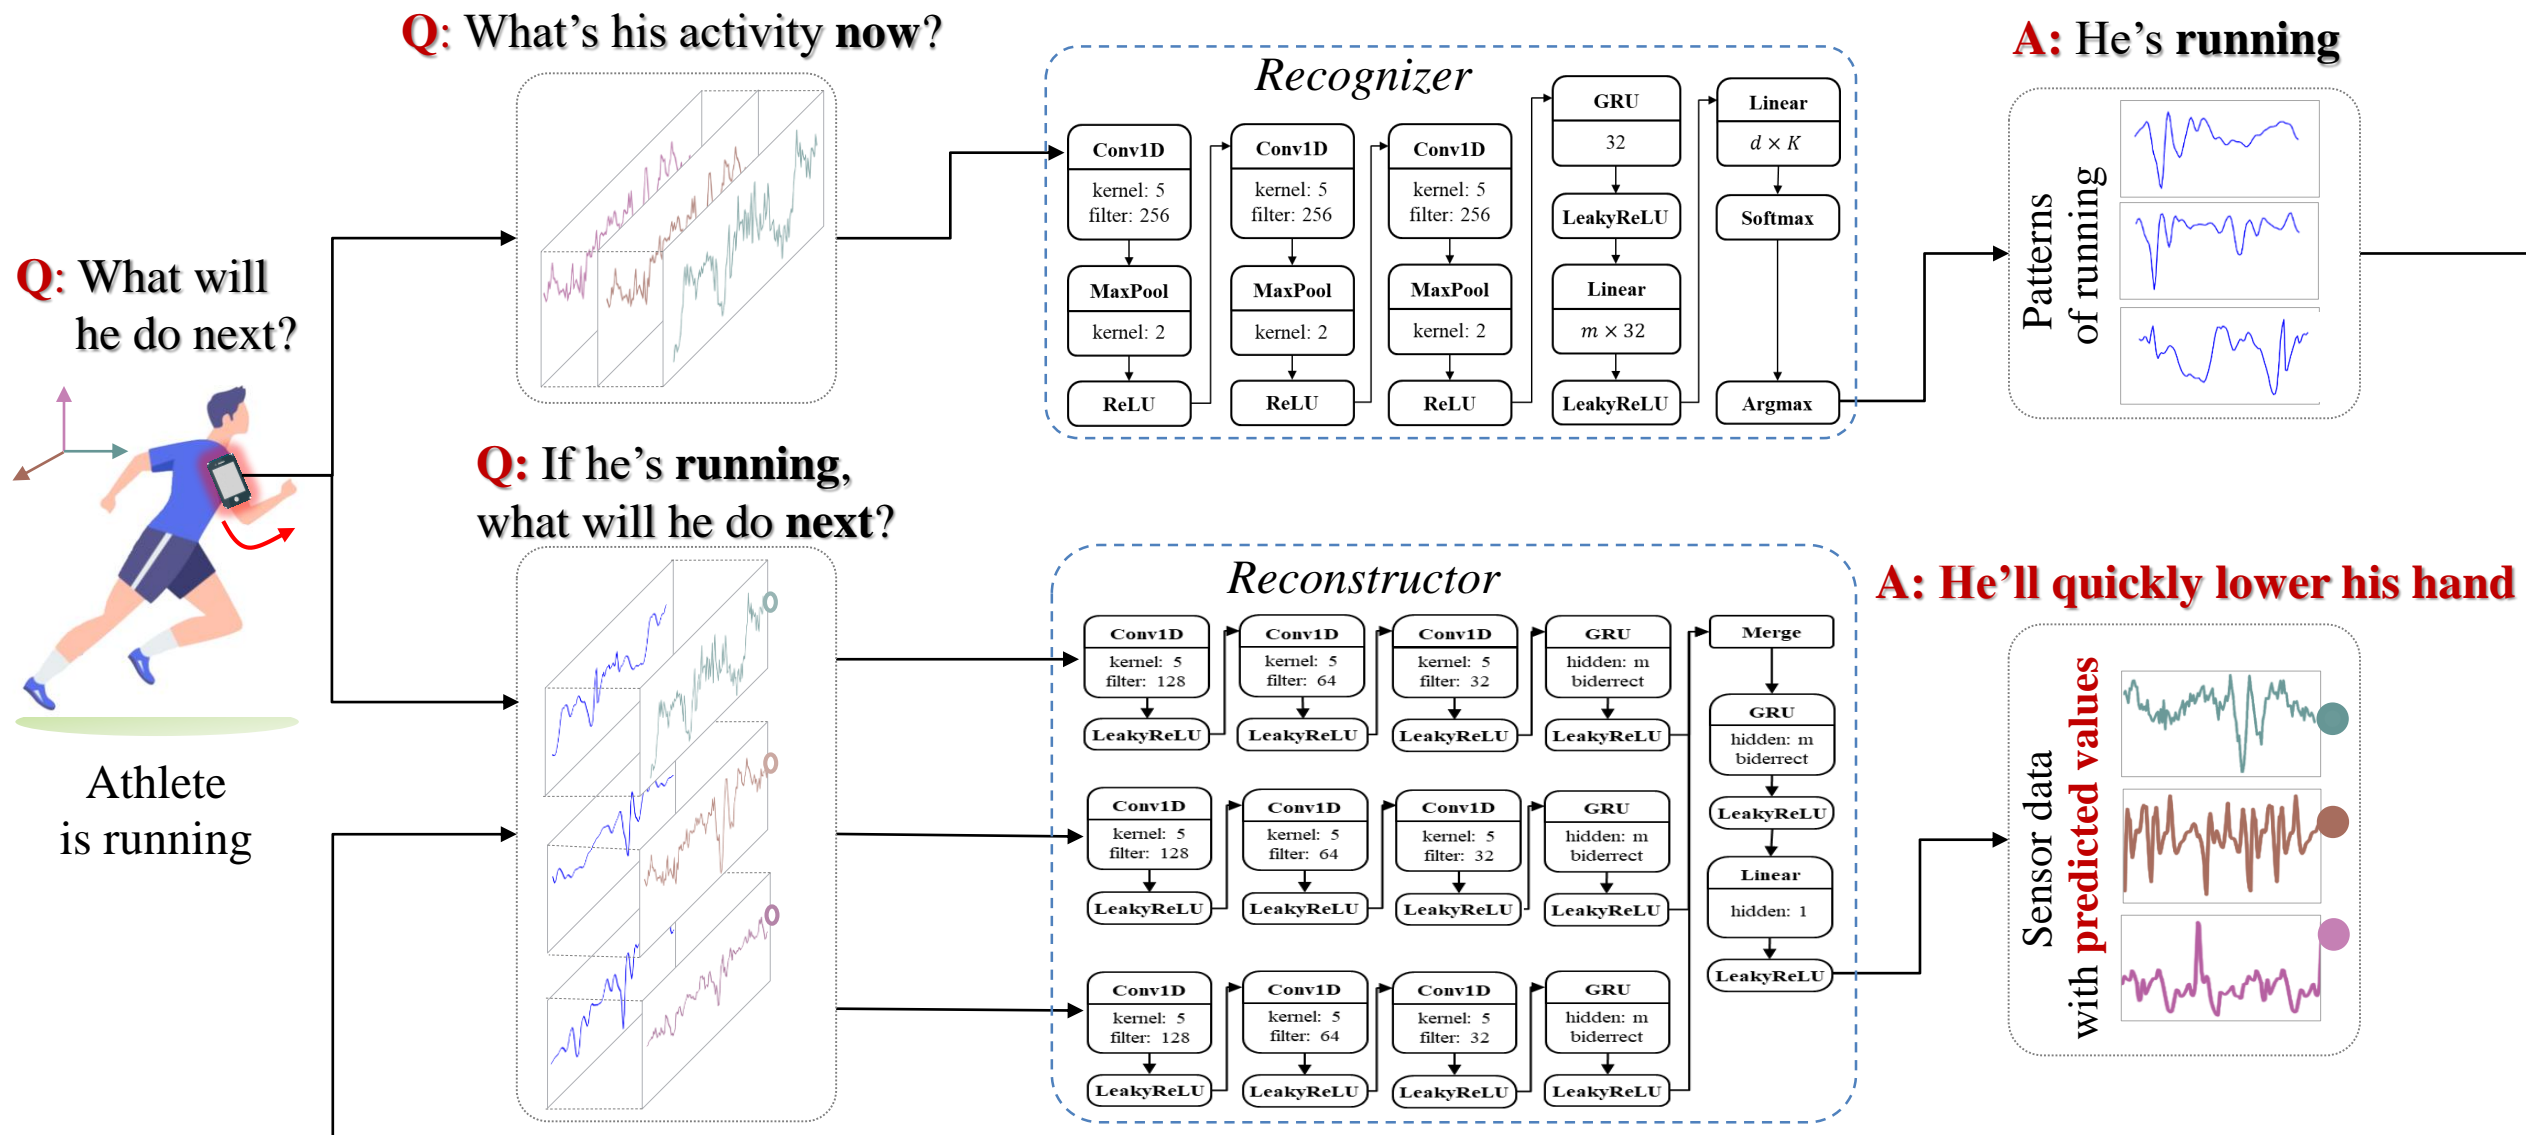 Q: What's his activity now?
Recognizer
Conv1D
kernel: 5
filter: 256
MaxPool
kernel: 2
ReLU
Conv1D
kernel: 5
filter: 256
MaxPool
kernel: 2
ReLU
Conv1D
kernel: 5
filter: 256
MaxPool
kernel: 2
ReLU
GRU
32
LeakyReLU
Linear
m × 32
LeakyReLU
Linear
d × K
Softmax
Argmax
A: He's running
Patterns
of running
Q: What will
he do next?
Athlete
is running
Q: If he's running,
what will he do next?
Reconstructor
Conv1D
kernel: 5
filter: 128
LeakyReLU
Conv1D
kernel: 5
filter: 64
LeakyReLU
Conv1D
kernel: 5
filter: 32
LeakyReLU
GRU
hidden: m
biderrect
LeakyReLU
Conv1D
kernel: 5
filter: 128
LeakyReLU
Conv1D
kernel: 5
filter: 64
LeakyReLU
Conv1D
kernel: 5
filter: 32
LeakyReLU
GRU
hidden: m
biderrect
LeakyReLU
Conv1D
kernel: 5
filter: 128
LeakyReLU
Conv1D
kernel: 5
filter: 64
LeakyReLU
Conv1D
kernel: 5
filter: 32
LeakyReLU
GRU
hidden: m
biderrect
LeakyReLU
Merge
GRU
hidden: m
biderrect
LeakyReLU
Linear
hidden: 1
LeakyReLU
A: He'll quickly lower his hand
Sensor data
with predicted values